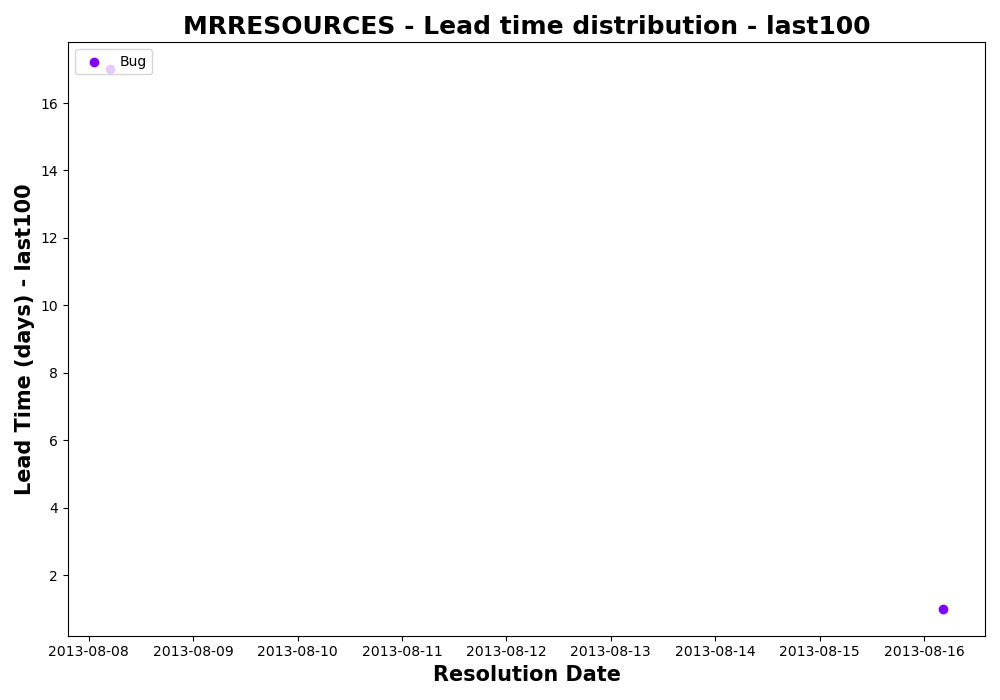 MRRESOURCES - Lead time distribution - last100
Bug
Lead Time (days) - last100
16
14
12
10
8
6
4
2
2013-08-08 2013-08-09 2013-08-10 2013-08-11 2013-08-12 2013-08-13 2013-08-14 2013-08-15 2013-08-16
Resolution Date